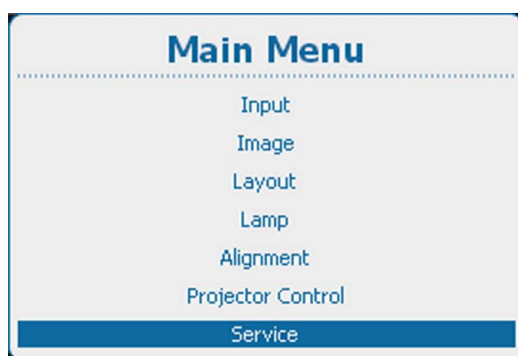 Main Menu
Input
Image
Layout
Lamp
Alignment
Projector Control
Service